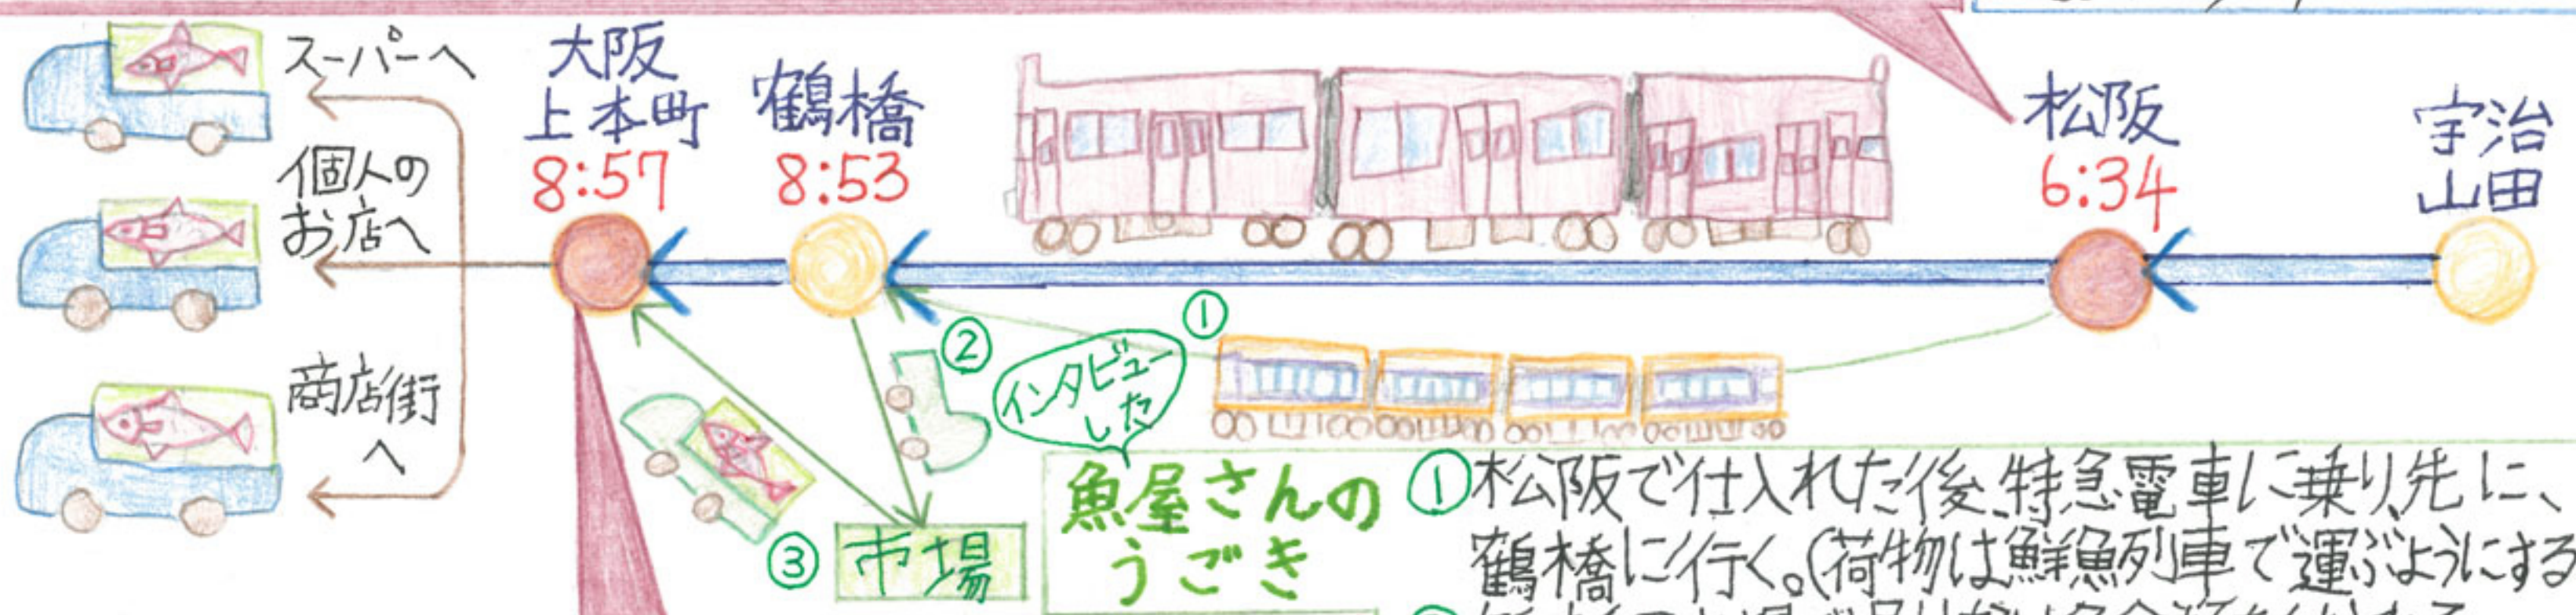 スーパーへ
個人の
お店へ
商店街
へ
大阪
上本町
8:57
鶴橋
8:53
松阪
6:34
宇治
山田
①
②
インタビュー
した
③
市場
魚屋さんの
うごき
①松阪で仕入れた後、特急電車に乗り、先に、
鶴橋に行く。(荷物は鮮魚列車で運ぶようにする